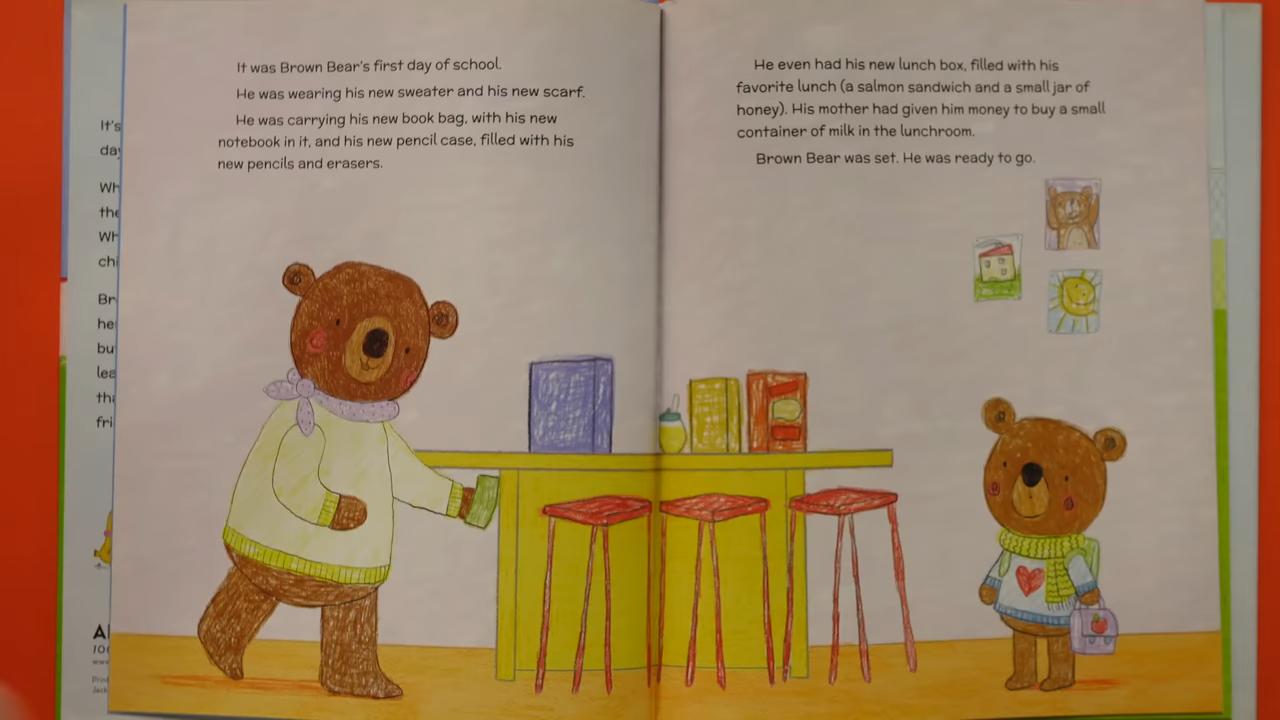 It was Brown Bear's first day of school.
He was wearing his new sweater and his new scarf.
He was carrying his new book bag, with his new
notebook in it, and his new pencil case, filled with his
new pencils and erasers.
He even had his new lunch box, filled with his
favorite lunch (a salmon sandwich and a small jar of
honey). His mother had given him money to buy a small
container of milk in the lunchroom.
Brown Bear was set. He was ready to go.
It's